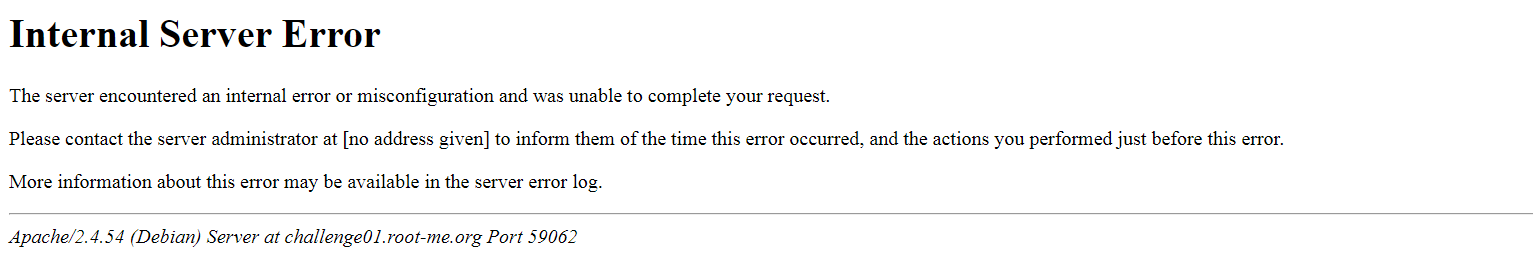 Internal Server Error
The server encountered an internal error or misconfiguration and was unable to complete your request.
Please contact the server administrator at [no address given] to inform them of the time this error occurred, and the actions you performed just before this error.
More information about this error may be available in the server error log.
Apache/2.4.54 (Debian) Server at challenge01.root-me.org Port 59062